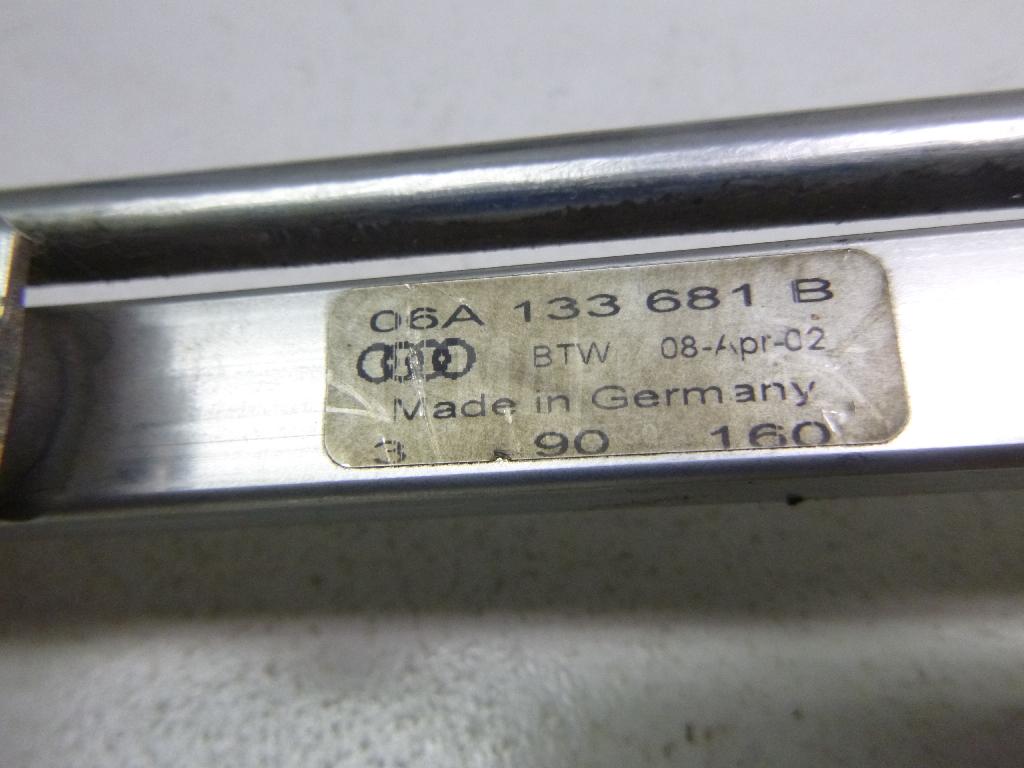 06A 133 681 B
BTW 08-Apr-02
Made in Germany
3 90 160